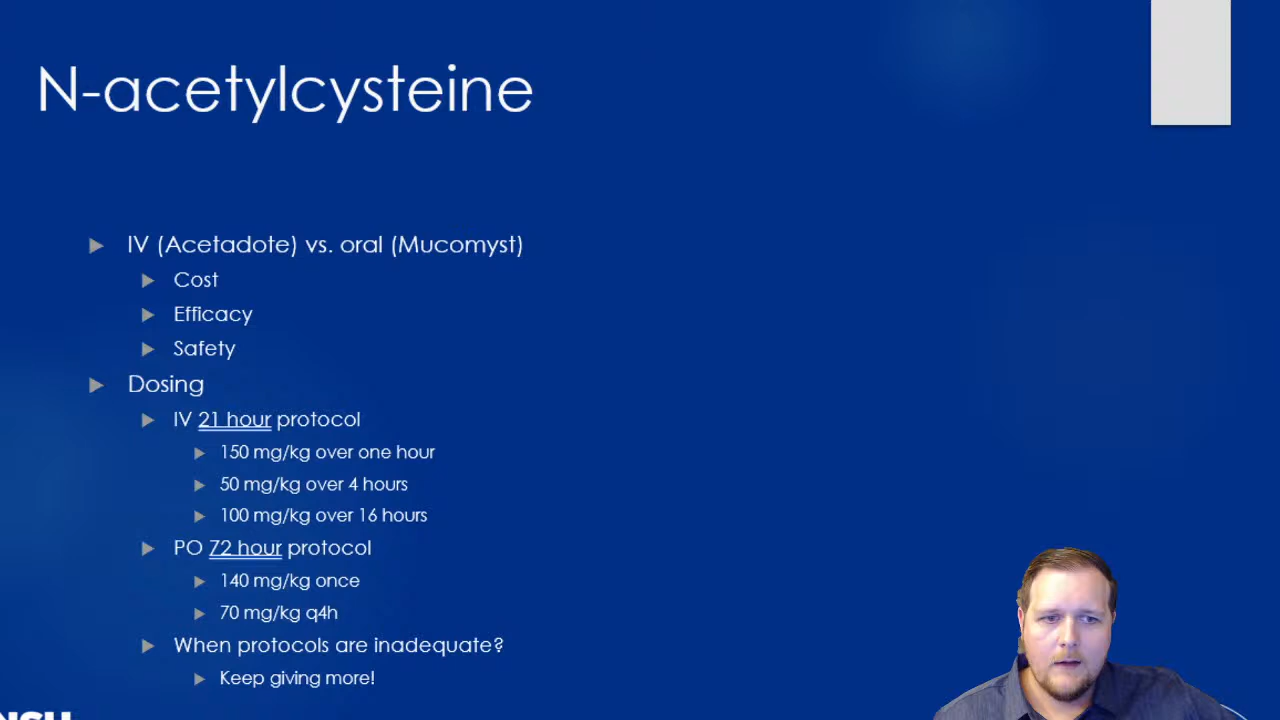 N-acetylcysteine
IV (Acetadote) vs. oral (Mucomyst)
Cost
Efficacy
Safety
Dosing
IV 21 hour protocol
150 mg/kg over one hour
50 mg/kg over 4 hours
100 mg/kg over 16 hours
PO 72 hour protocol
140 mg/kg once
70 mg/kg q4h
When protocols are inadequate?
Keep giving more!